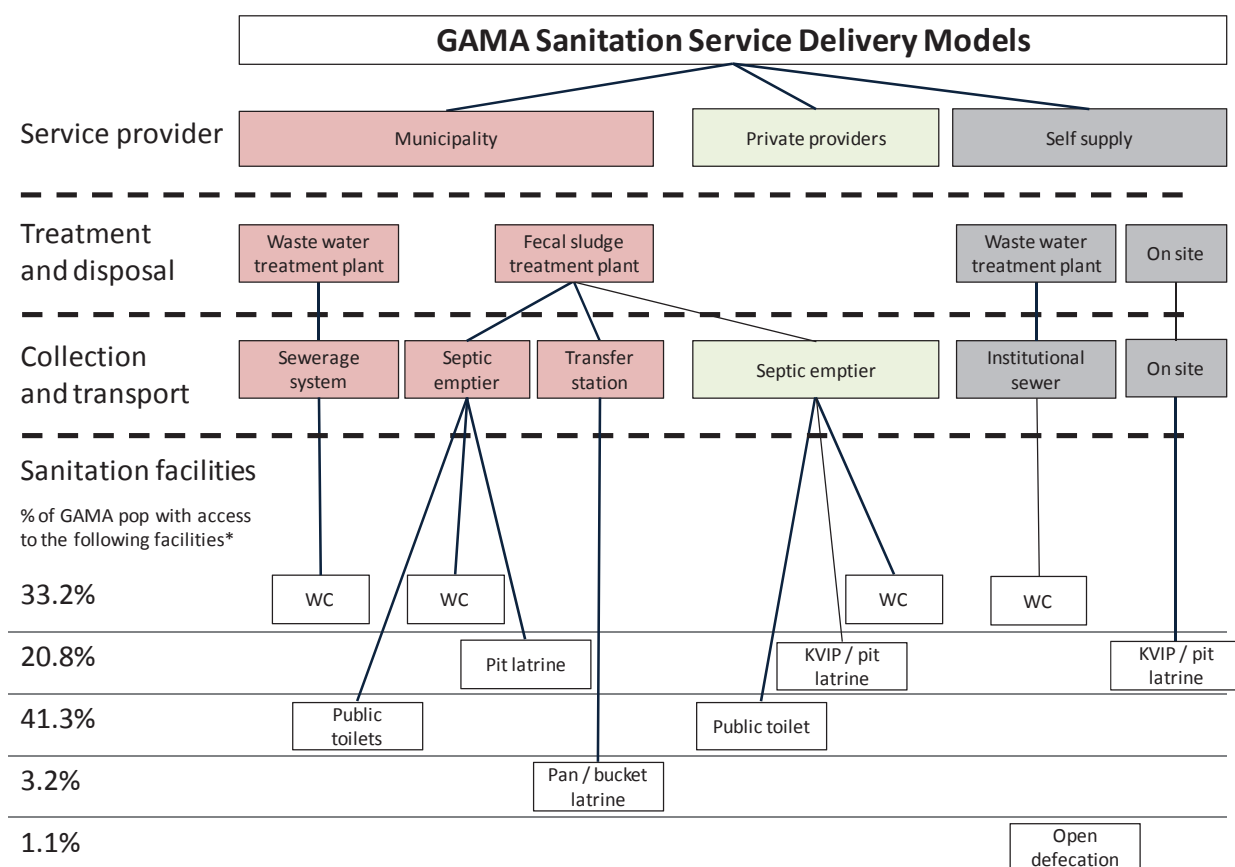 GAMA Sanitation Service Delivery Models
Service provider
Municipality
Private providers
Self supply
Treatment
and disposal
Waste water
treatment plant
Fecal sludge
treatment plant
Waste water
treatment plant
On site
Collection
and transport
Sewerage
system
Septic
emptier
Transfer
station
Septic emptier
Institutional
sewer
On site
Sanitation facilities
% of GAMA pop with access
to the following facilities*
33.2%
WC
WC
WC
WC
20.8%
Pit latrine
KVIP / pit
latrine
KVIP / pit
latrine
41.3%
Public
toilets
Public toilet
3.2%
Pan / bucket
latrine
1.1%
Open
defecation